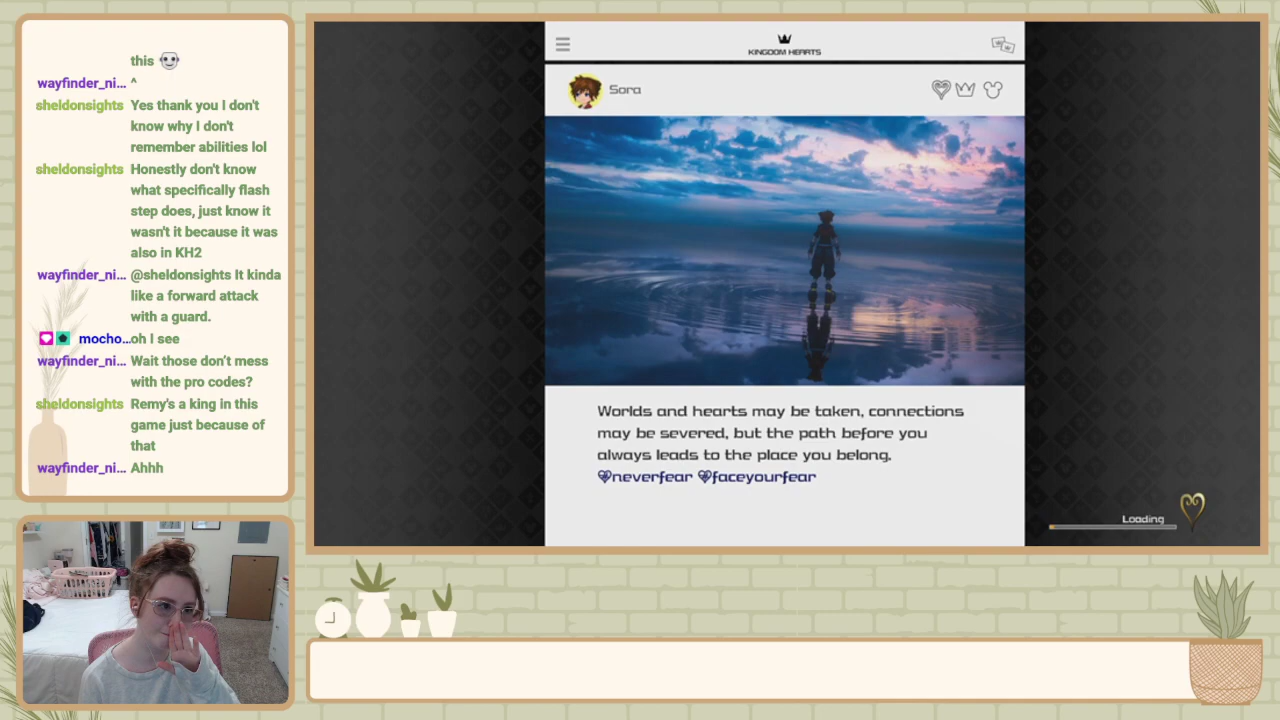 this
wayfinder_ni... ^
sheldonsights Yes thank you I don't
know why I don't
remember abilities lol
sheldonsights Honestly don't know
what specifically flash
step does, just know it
wasn't it because it was
also in KH2
wayfinder_ni... @sheldonsights It kinda
like a forward attack
with a guard.
mocho... oh I see
wayfinder_ni... Wait those don't mess
with the pro codes?
sheldonsights Remy's a king in this
game just because of
that
wayfinder_ni... Ahhh
KINGDOM HEARTS
Sora
Worlds and hearts may be taken, connections
may be severed, but the path before you
always leads to the place you belong.
neverfear faceyourfear
Loading